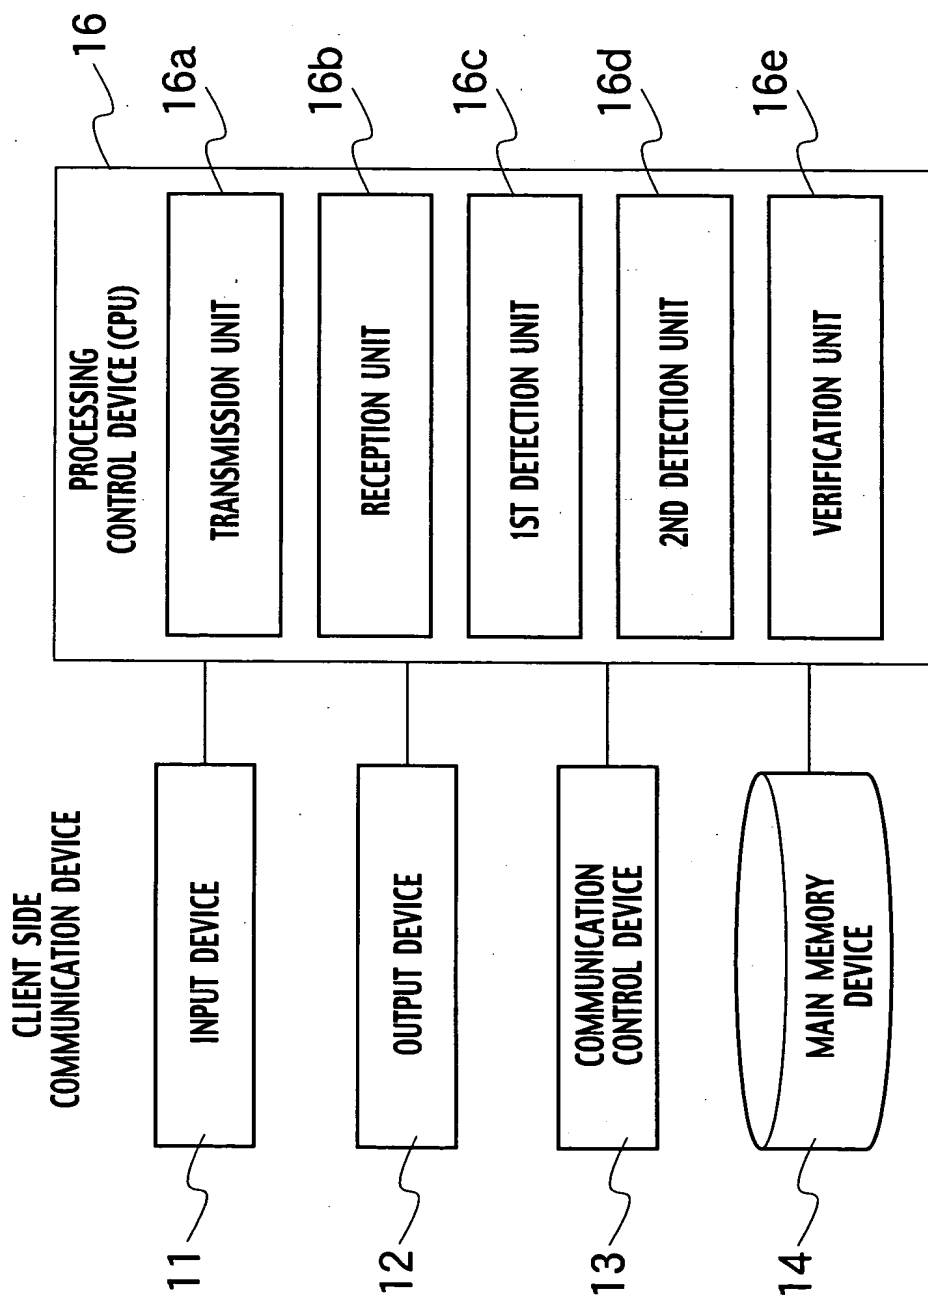 CLIENT SIDE
COMMUNICATION DEVICE
11
INPUT DEVICE
12
OUTPUT DEVICE
13
COMMUNICATION
CONTROL DEVICE
14
MAIN MEMORY
DEVICE
16
PROCESSING
CONTROL DEVICE (CPU)
TRANSMISSION UNIT
16a
RECEPTION UNIT
16b
1ST DETECTION UNIT
16c
2ND DETECTION UNIT
16d
VERIFICATION UNIT
16e